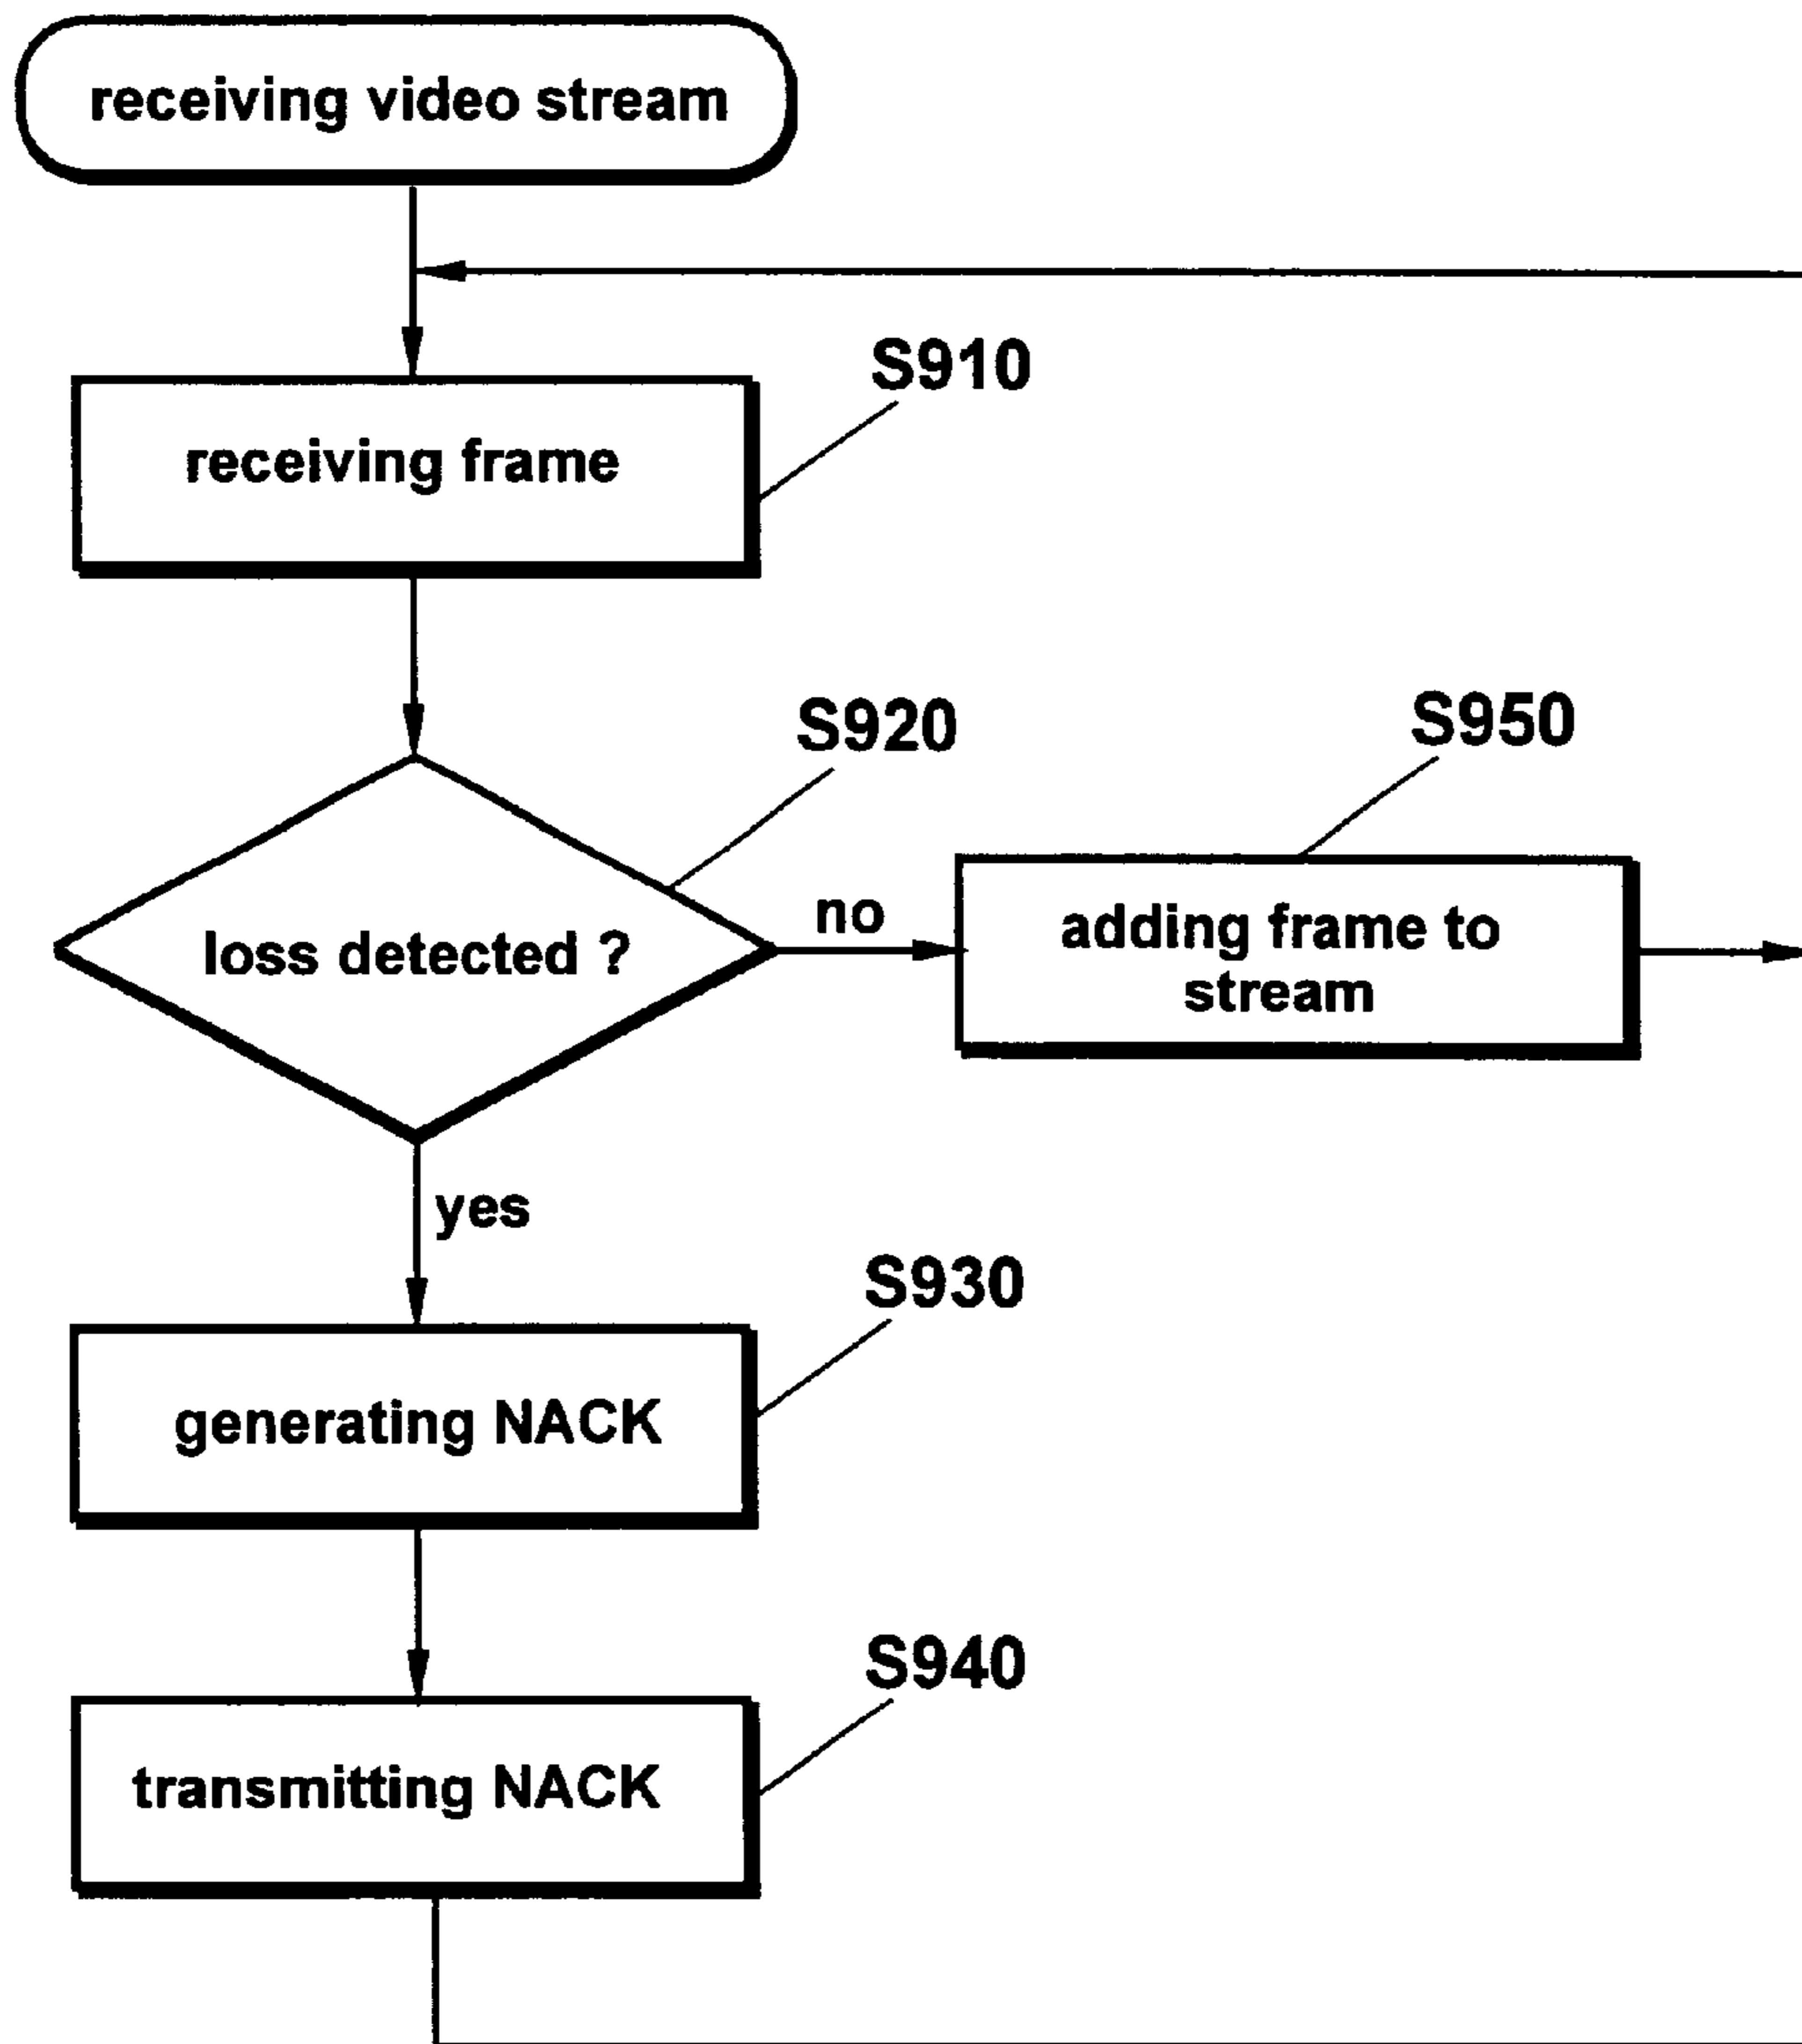 receiving video stream
S910
receiving frame
S920
loss detected ?
no
S950
adding frame to
stream
yes
S930
generating NACK
S940
transmitting NACK